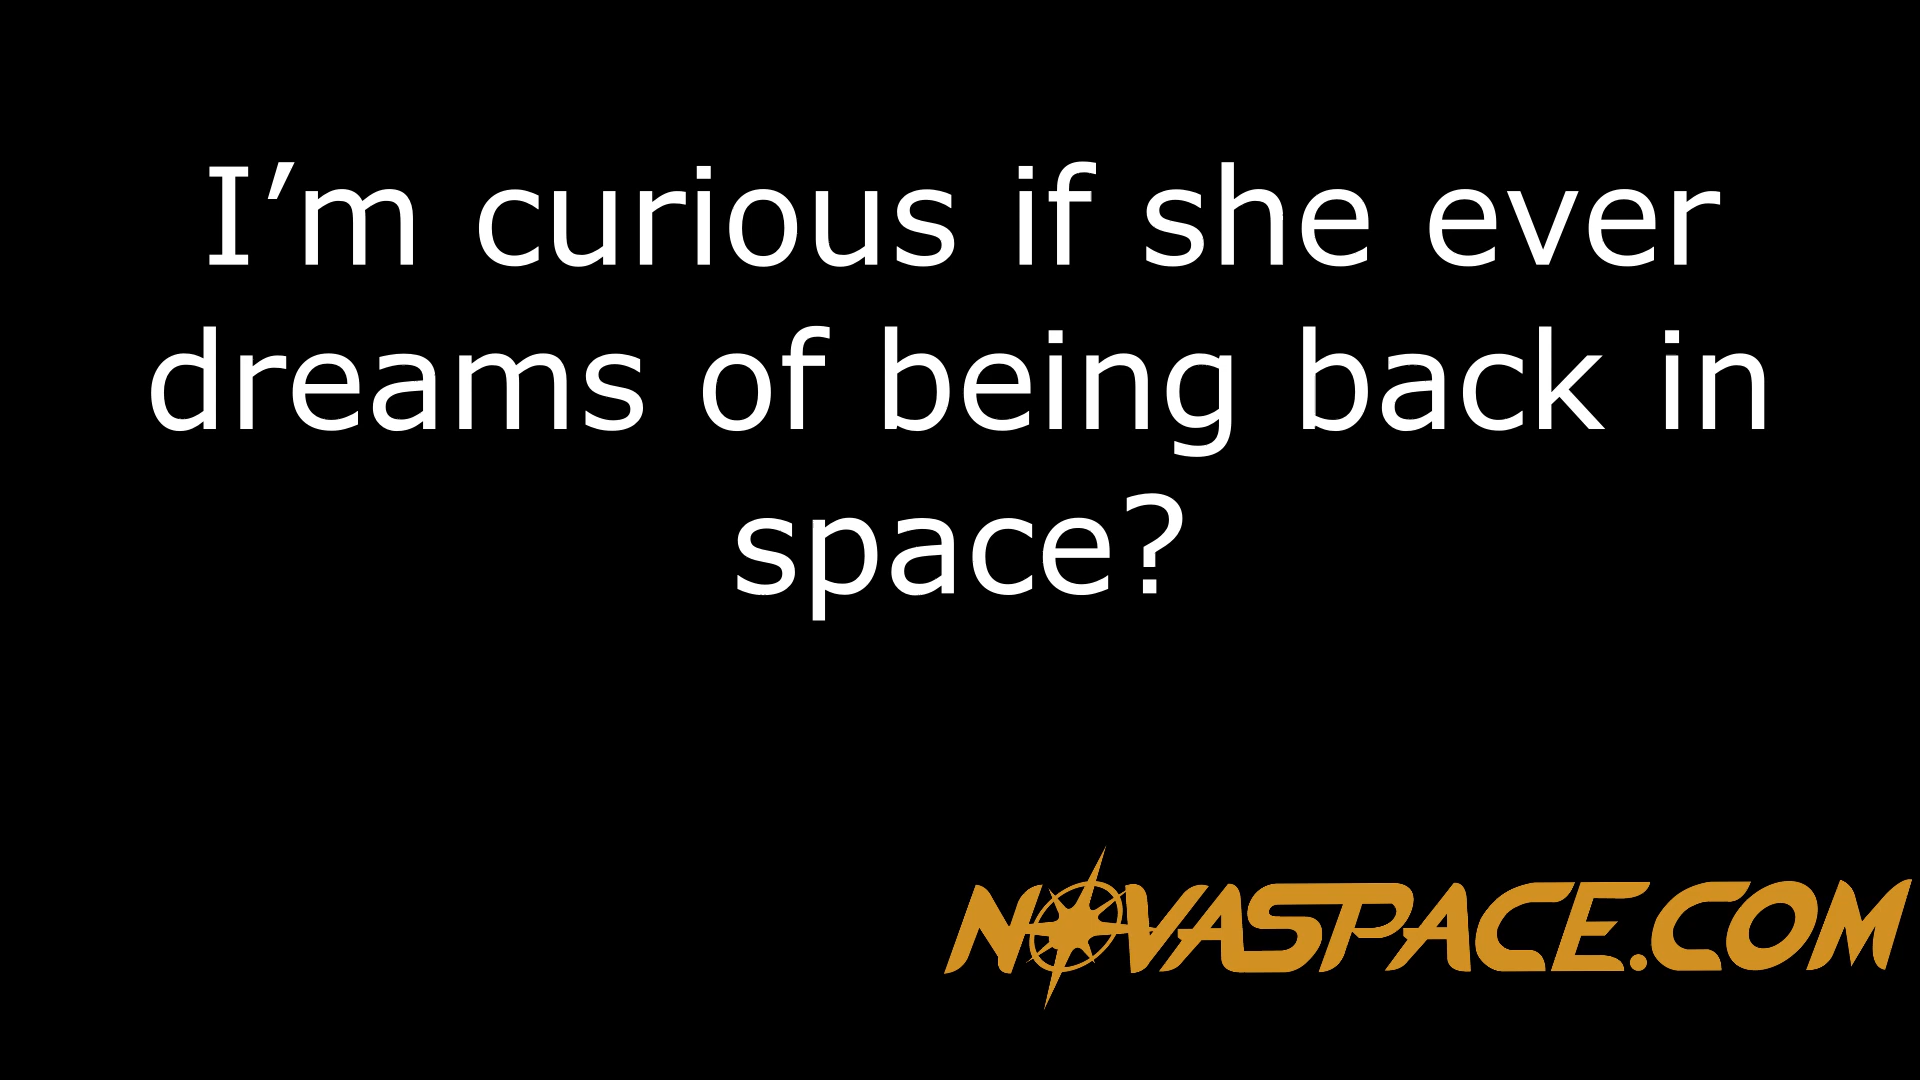 I’m curious if she ever
dreams of being back in
space?
NOVASPACE.COM